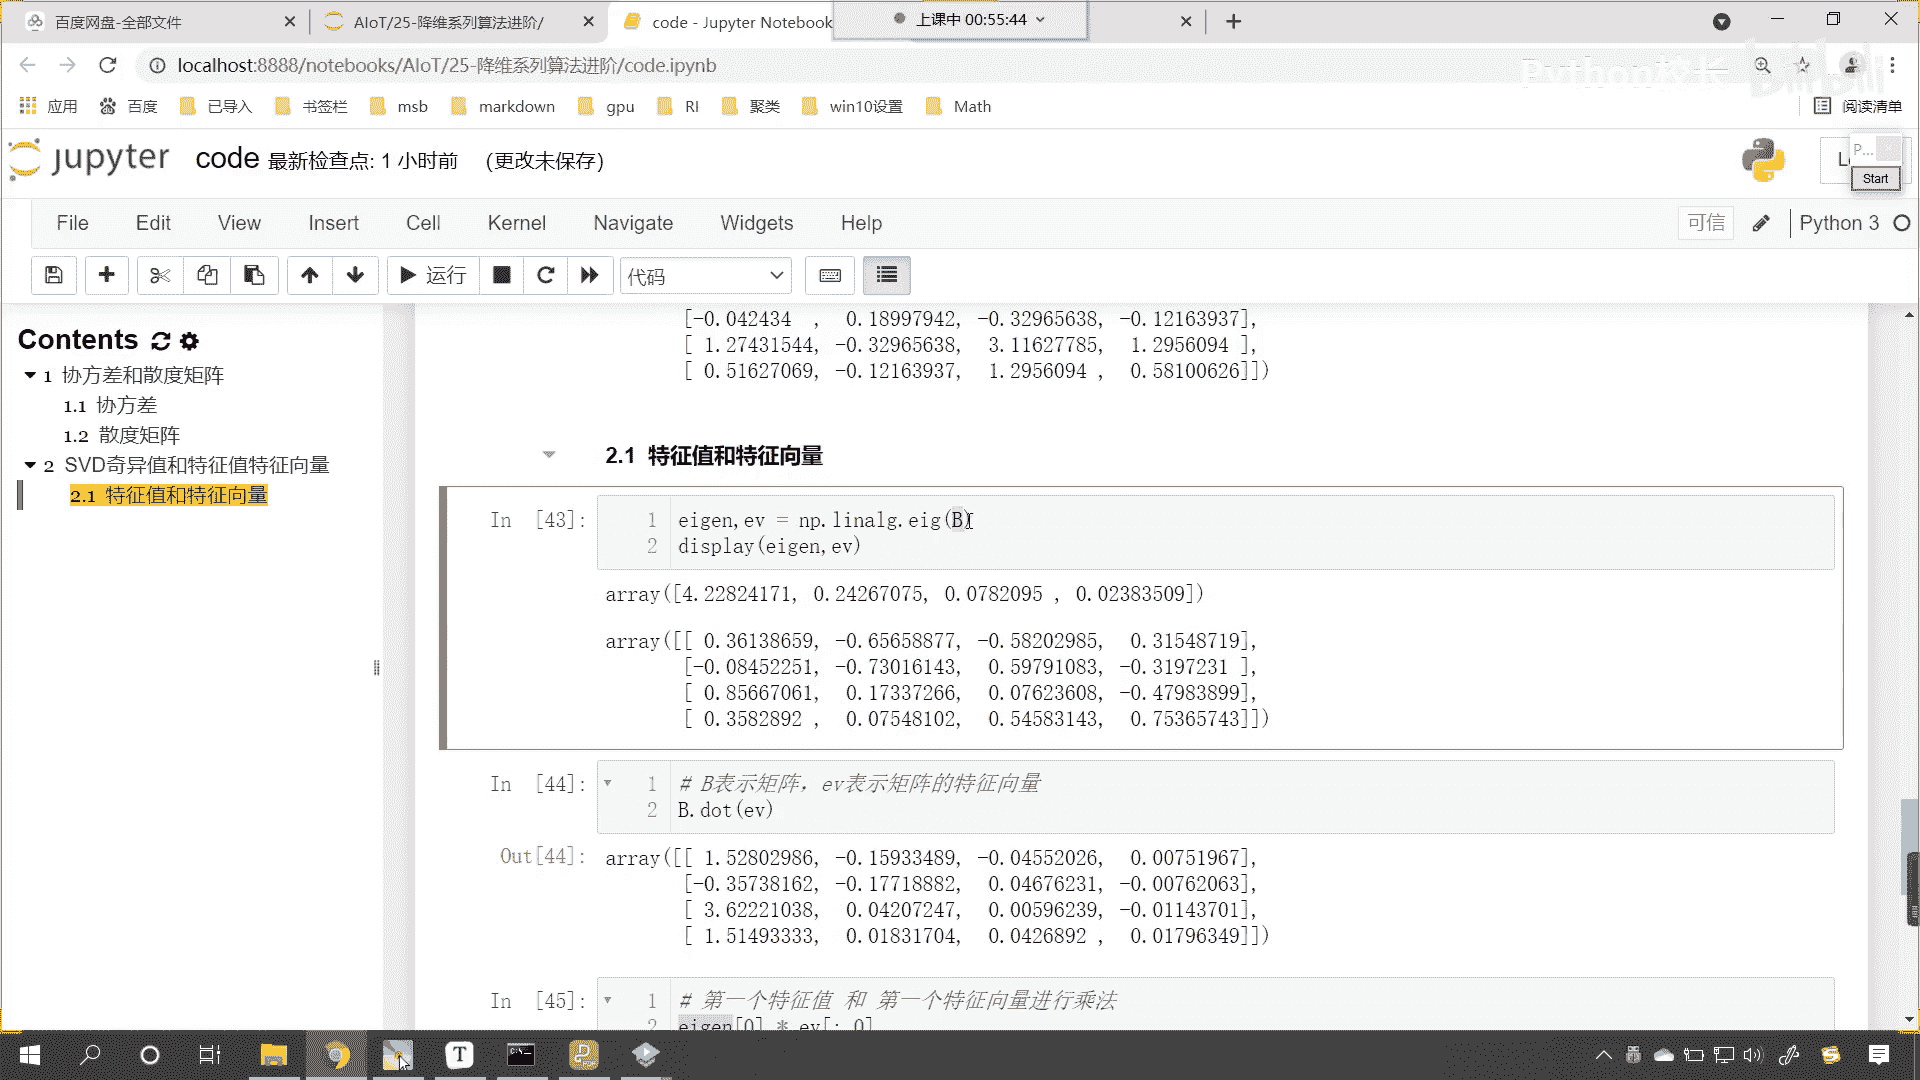 百度网盘-全部文件
AIoT/25-降维系列算法进阶/
code - Jupyter Notebook
上课中 00:55:44
localhost:8888/notebooks/AIoT/25-降维系列算法进阶/code.ipynb
Python校长
bilibili
应用 百度 已导入 书签栏 msb markdown gpu RI 聚类 win10设置 Math 阅读清单
jupyter code 最新检查点: 1 小时前 (更改未保存)
P...
Start
File Edit View Insert Cell Kernel Navigate Widgets Help 可信 Python 3
运行 代码
Contents
1 协方差和散度矩阵
1.1 协方差
1.2 散度矩阵
2 SVD奇异值和特征值特征向量
2.1 特征值和特征向量
[-0.042434 , 0.18997942, -0.32965638, -0.12163937],
[ 1.27431544, -0.32965638, 3.11627785, 1.2956094 ],
[ 0.51627069, -0.12163937, 1.2956094 , 0.58100626]])
2.1 特征值和特征向量
In [43]: 1 eigen,ev = np.linalg.eig(B)
2 display(eigen,ev)
array([4.22824171, 0.24267075, 0.0782095 , 0.02383509])
array([[ 0.36138659, -0.65658877, -0.58202985, 0.31548719],
[-0.08452251, -0.73016143, 0.59791083, -0.3197231 ],
[ 0.85667061, 0.17337266, 0.07623608, -0.47983899],
[ 0.3582892 , 0.07548102, 0.54583143, 0.75365743]])
In [44]: 1 # B表示矩阵，ev表示矩阵的特征向量
2 B.dot(ev)
Out[44]: array([[ 1.52802986, -0.15933489, -0.04552026, 0.00751967],
[-0.35738162, -0.17718882, 0.04676231, -0.00762063],
[ 3.62221038, 0.04207247, 0.00596239, -0.01143701],
[ 1.51493333, 0.01831704, 0.0426892 , 0.01796349]])
In [45]: 1 # 第一个特征值 和 第一个特征向量进行乘法
2 eigen[0] * ev[: 0]